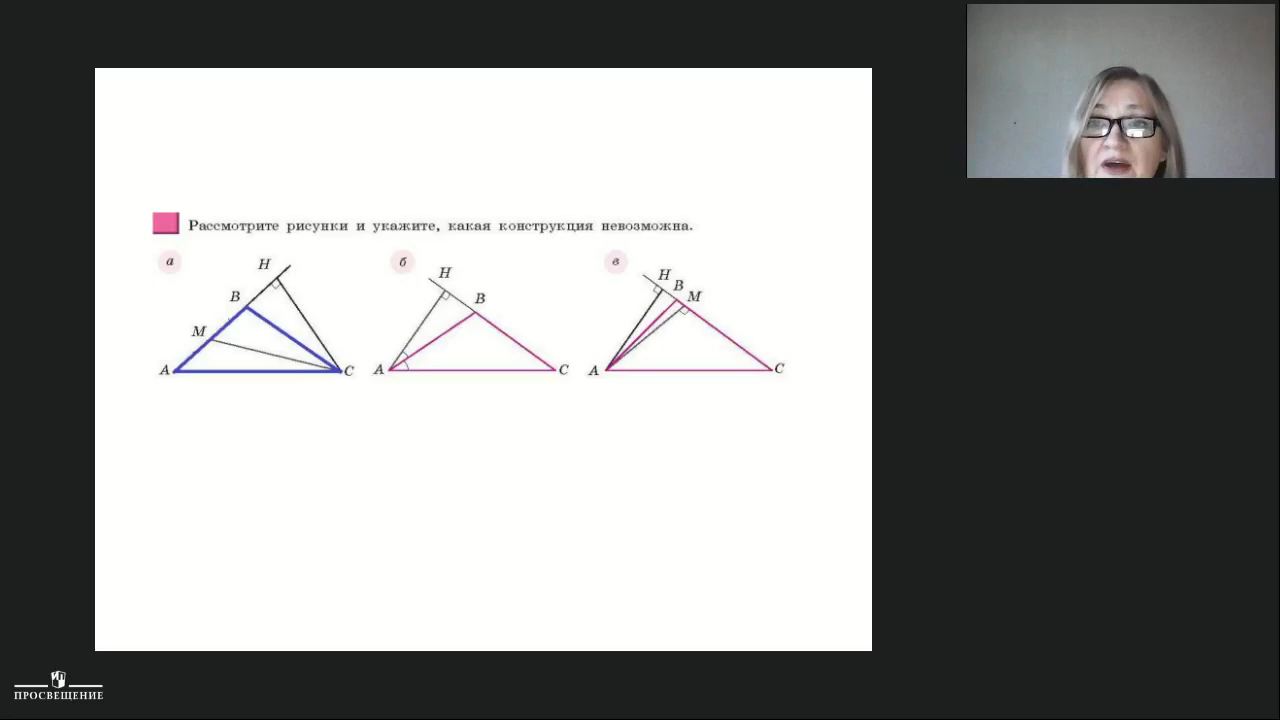 Рассмотрите рисунки и укажите, какая конструкция невозможна.
а
H
B
M
A
C
б
H
B
A
C
в
H
B
M
A
C
ПРОСВЕЩЕНИЕ